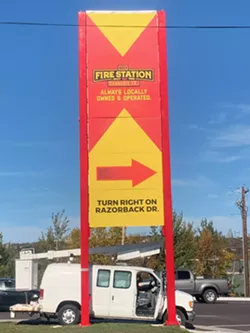 FIRE STATION
ALWAYS LOCALLY
OWNED & OPERATED.
TURN RIGHT ON
RAZORBACK DR.